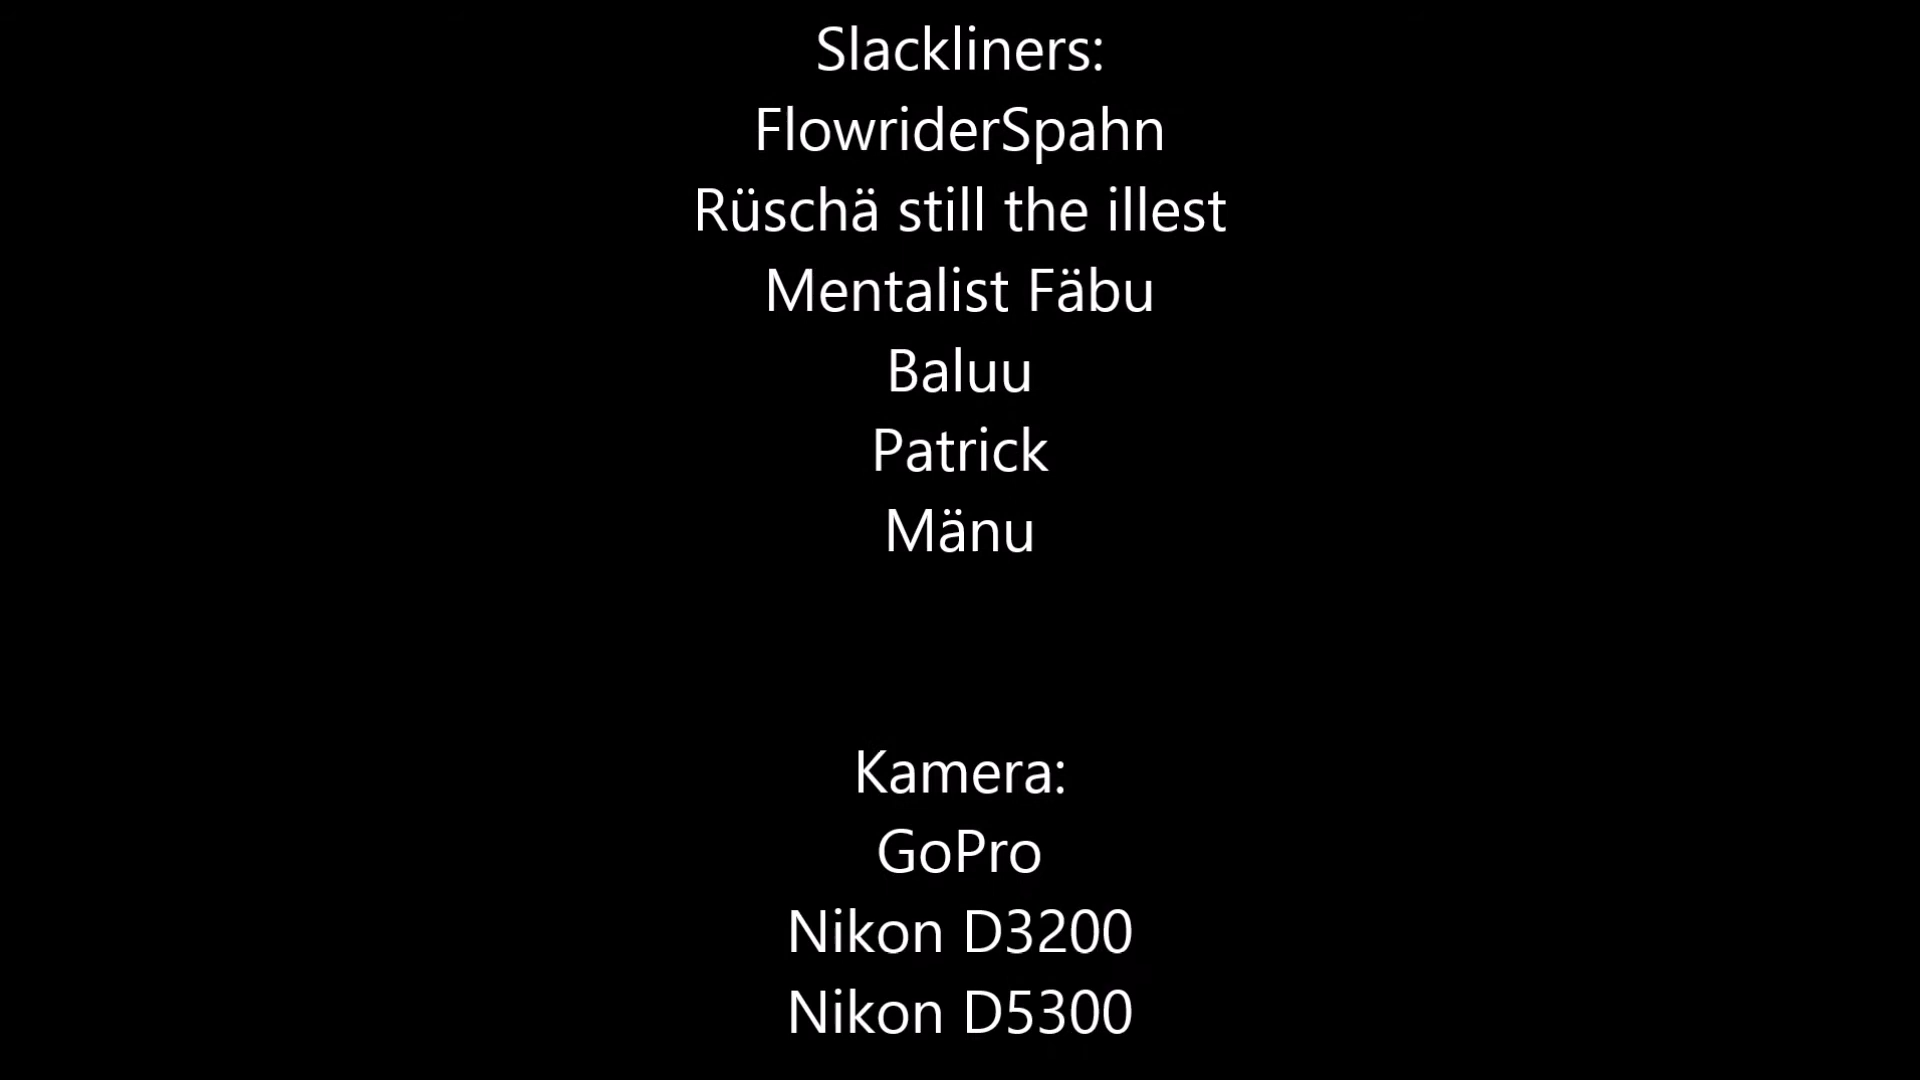 Slackliners:
FlowriderSpahn
Rüschä still the illest
Mentalist Fäbu
Baluu
Patrick
Mänu
Kamera:
GoPro
Nikon D3200
Nikon D5300